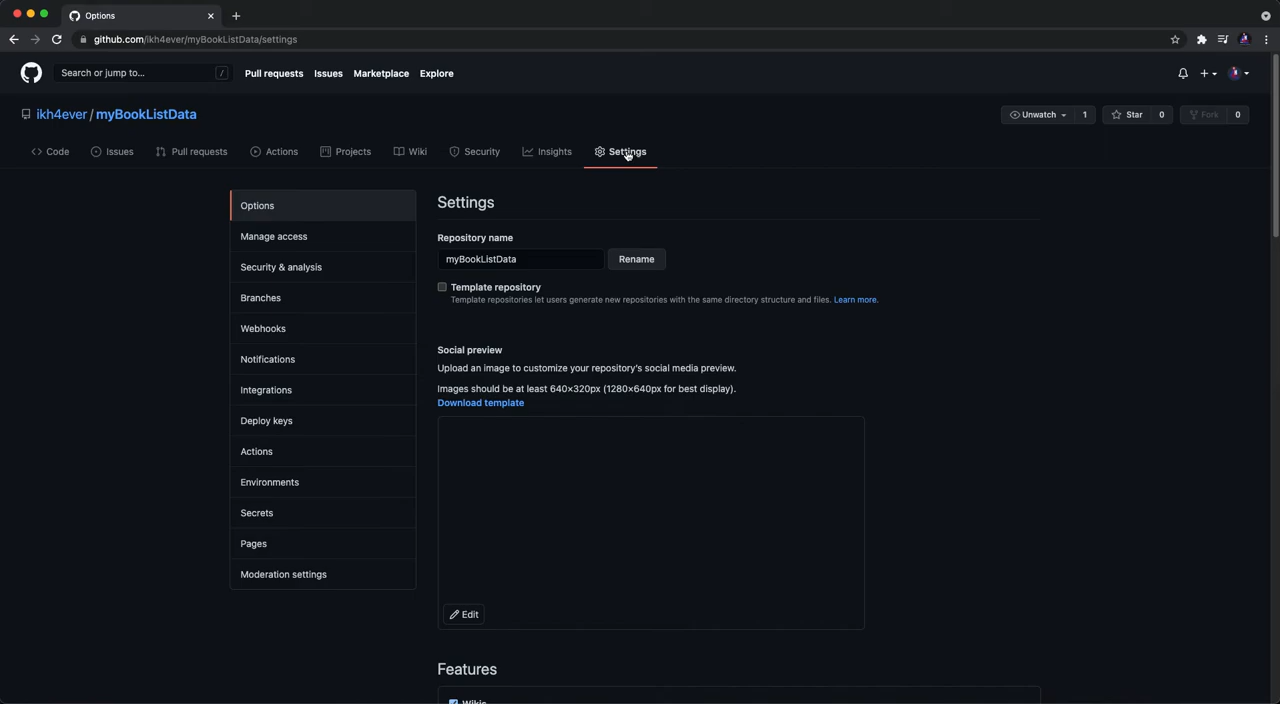 Options
github.com/ikh4ever/myBookListData/settings
Search or jump to... / Pull requests Issues Marketplace Explore
ikh4ever / myBookListData Unwatch 1 Star 0 Fork 0
Code Issues Pull requests Actions Projects Wiki Security Insights Settings
Options
Manage access
Security & analysis
Branches
Webhooks
Notifications
Integrations
Deploy keys
Actions
Environments
Secrets
Pages
Moderation settings
Settings
Repository name
myBookListData Rename
Template repository
Template repositories let users generate new repositories with the same directory structure and files. Learn more.
Social preview
Upload an image to customize your repository's social media preview.
Images should be at least 640×320px (1280×640px for best display).
Download template
Edit
Features
Wikis